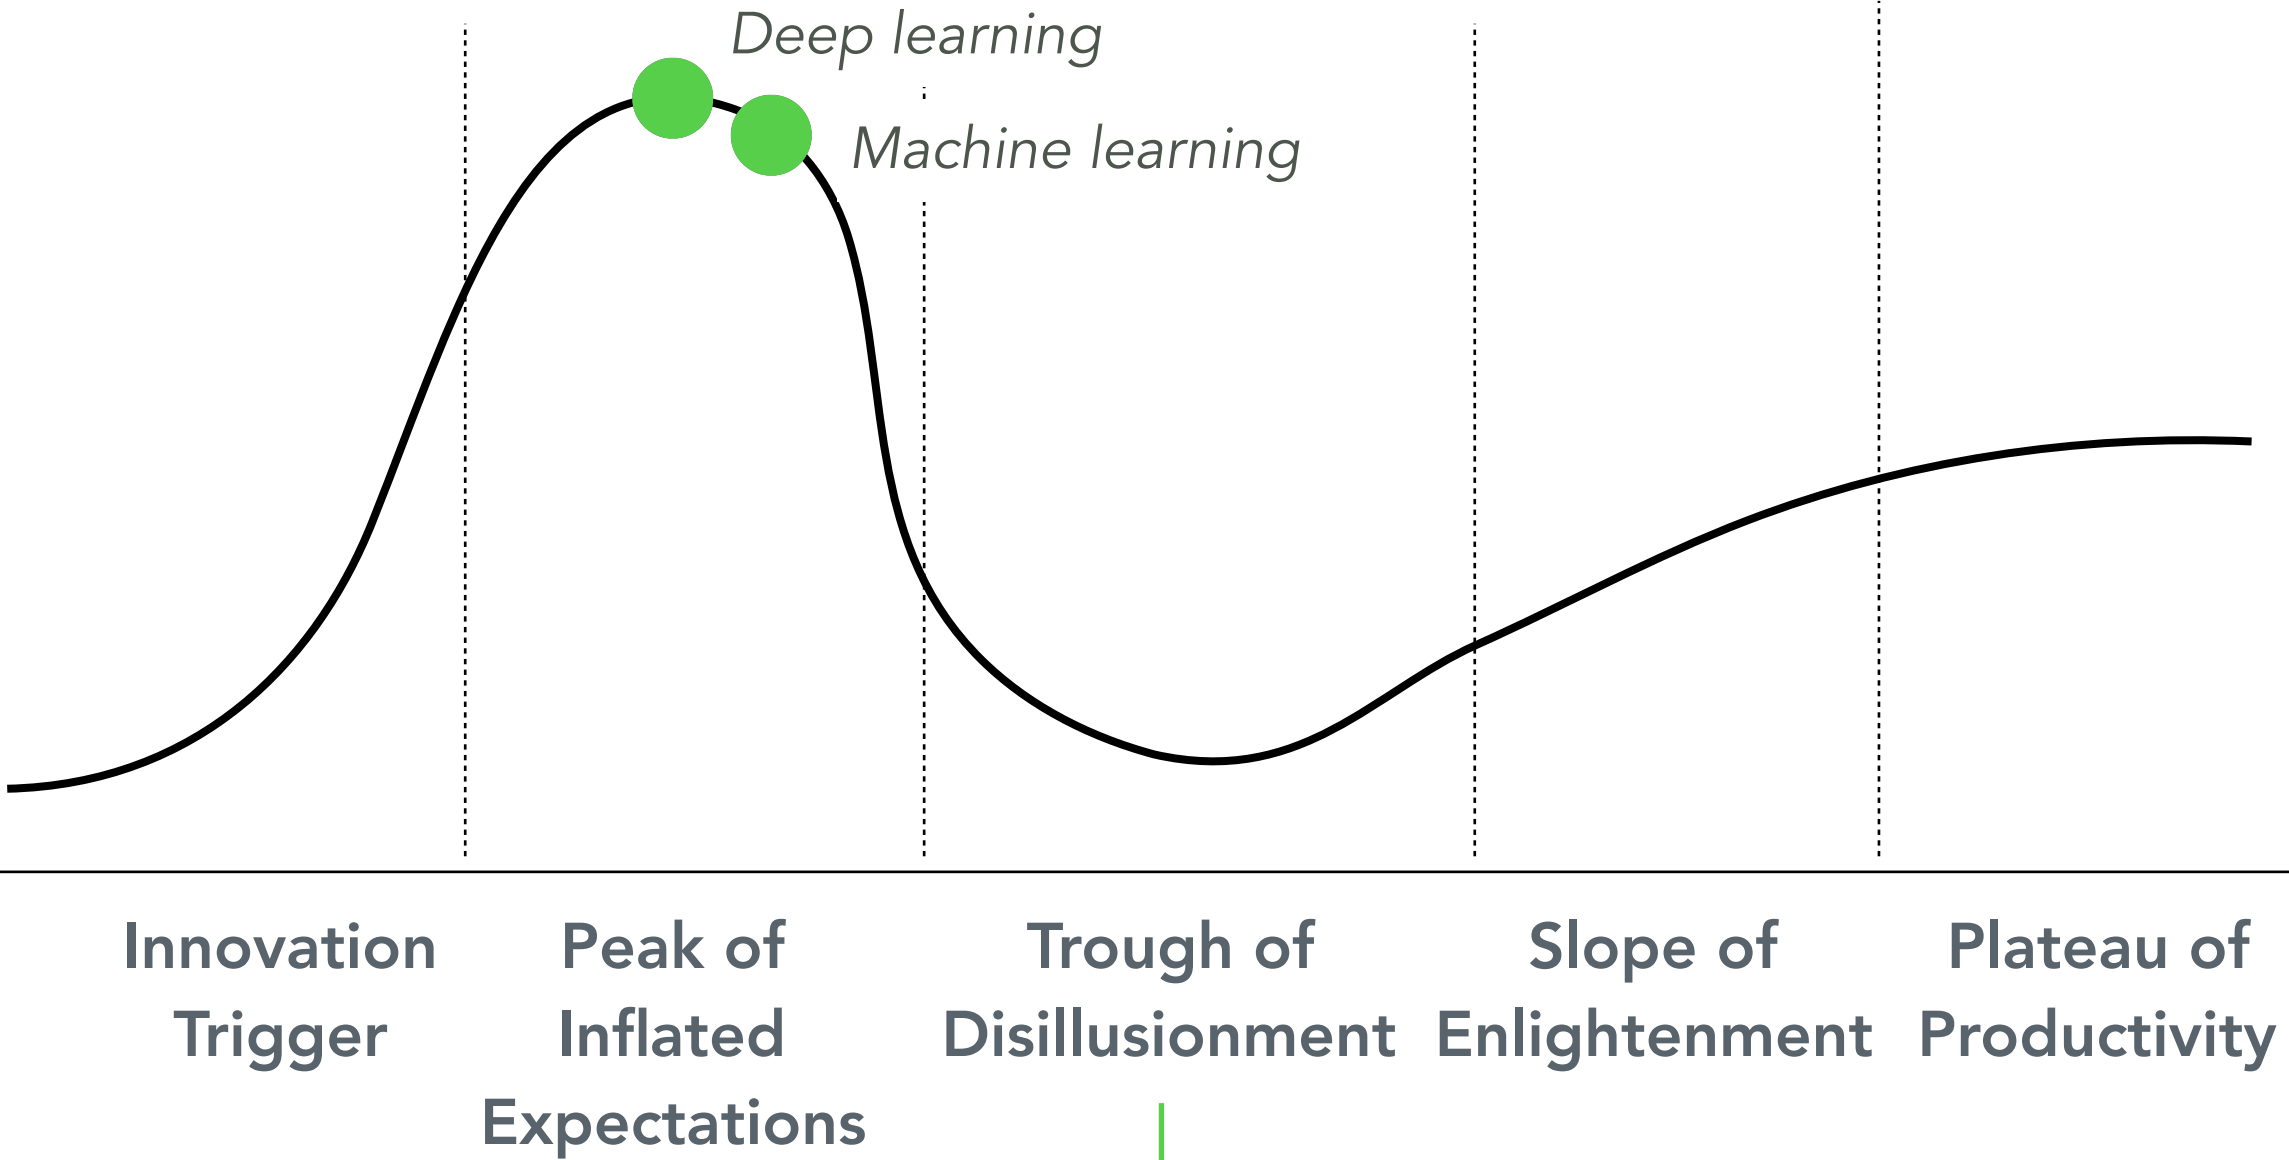 Deep learning
Machine learning
Innovation
Trigger
Peak of
Inflated
Expectations
Trough of
Disillusionment
Slope of
Enlightenment
Plateau of
Productivity